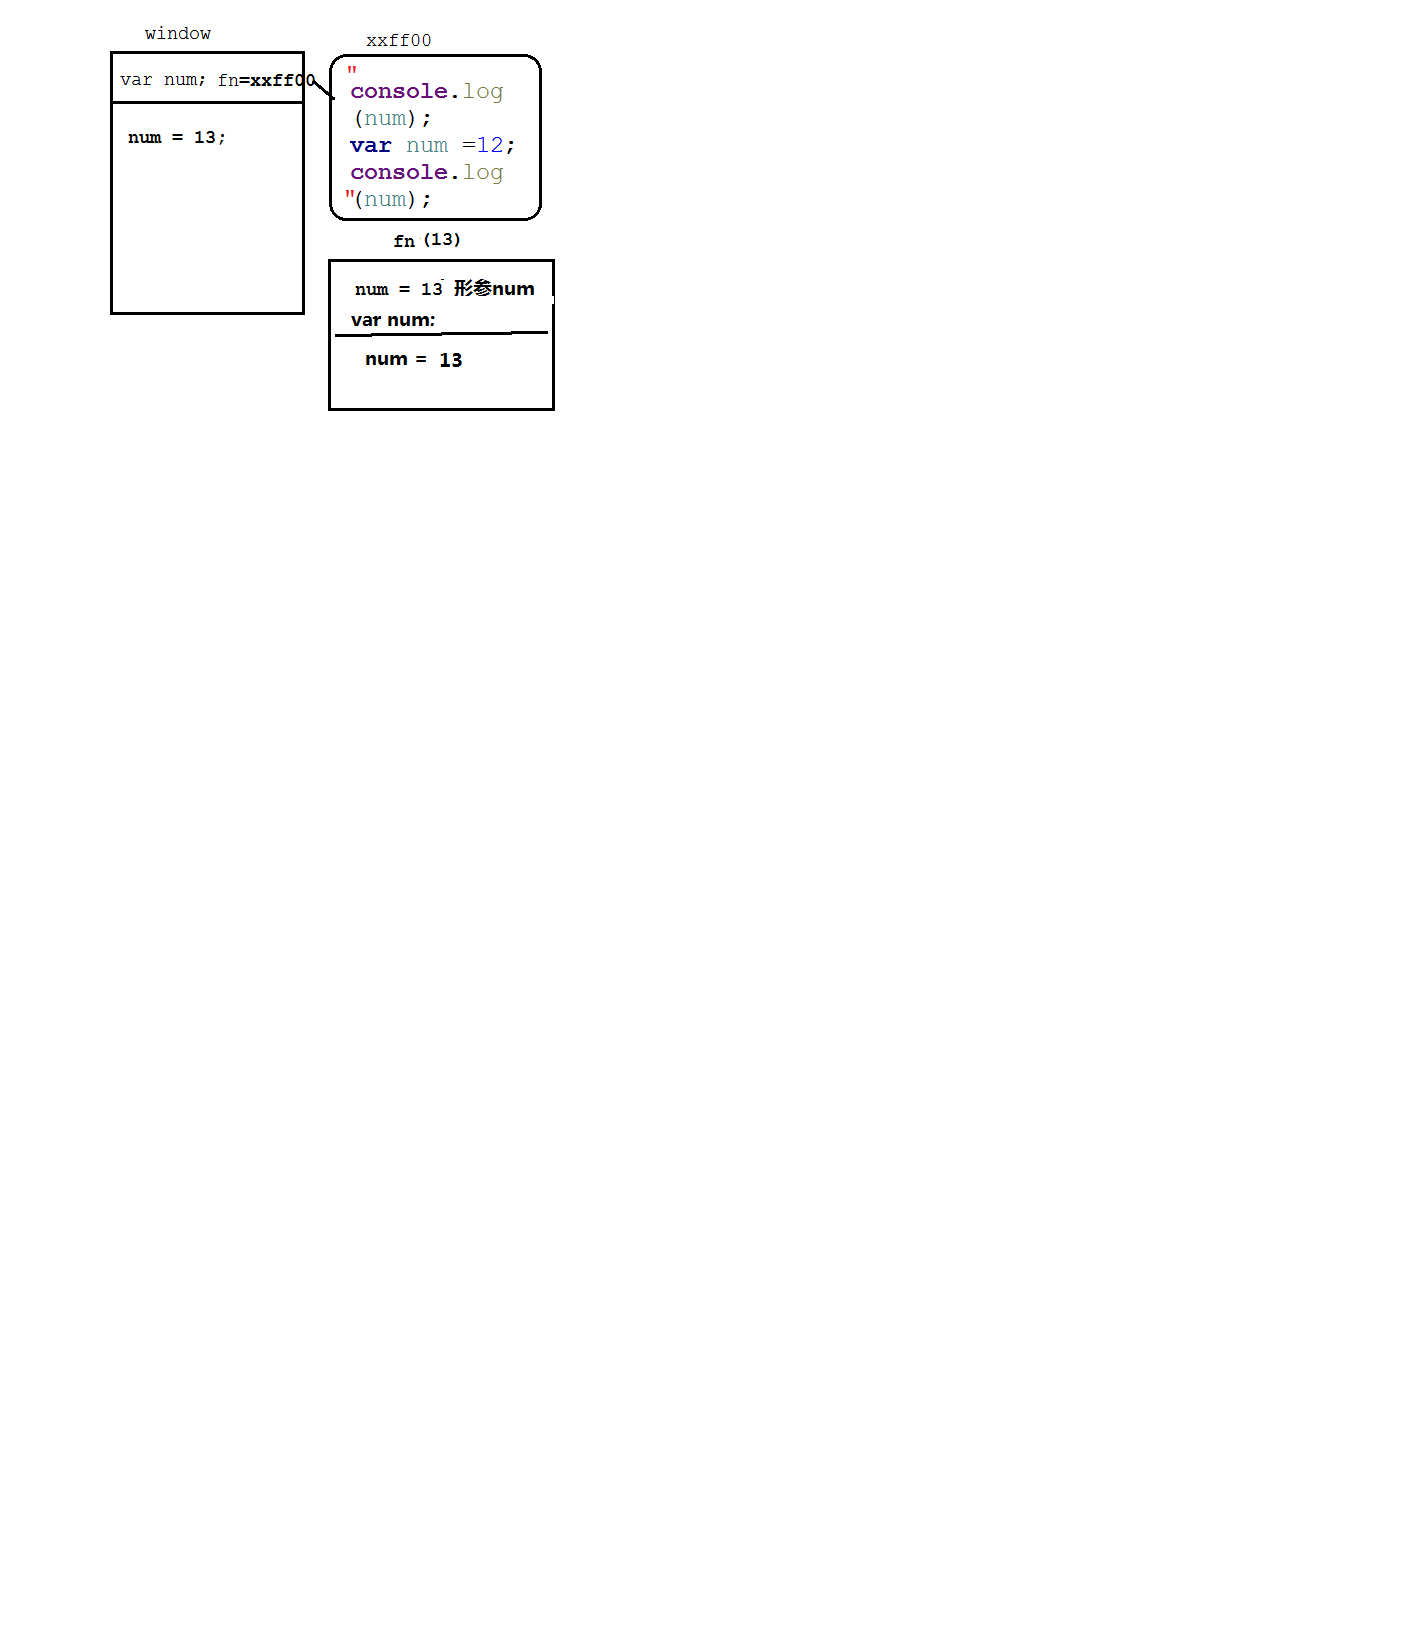 window
var num; fn=xxff00
num = 13;
xxff00
"
console.log
(num);
var num =12;
console.log
"(num);
fn (13)
num = 13 形参num
var num:
num = 13